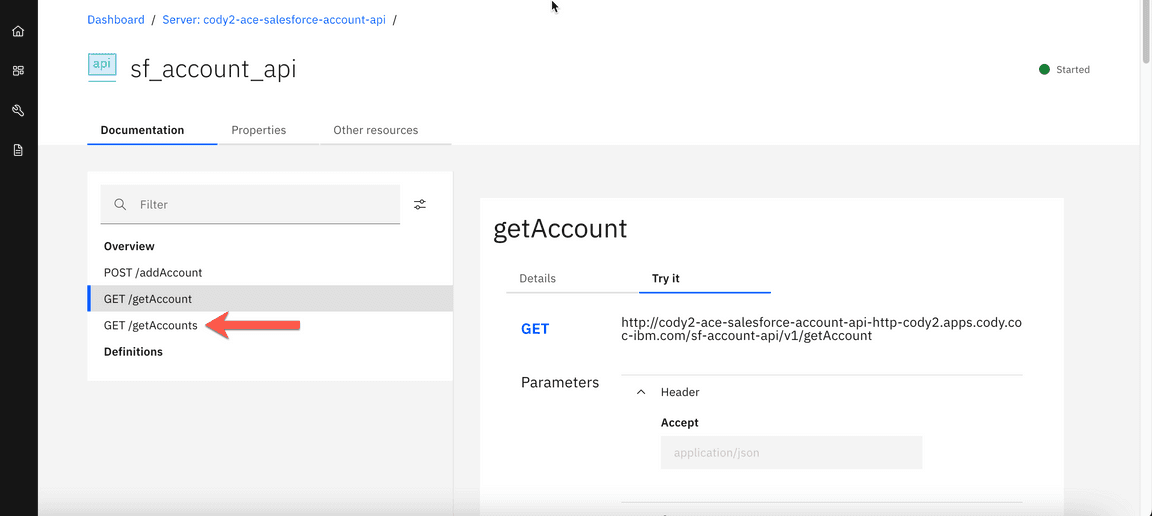 Dashboard / Server: cody2-ace-salesforce-account-api /
api sf_account_api
Started
Documentation Properties Other resources
Filter
Overview
POST /addAccount
GET /getAccount
GET /getAccounts
Definitions
getAccount
Details Try it
GET http://cody2-ace-salesforce-account-api-http-cody2.apps.cody.co
c-ibm.com/sf-account-api/v1/getAccount
Parameters
Header
Accept
application/json